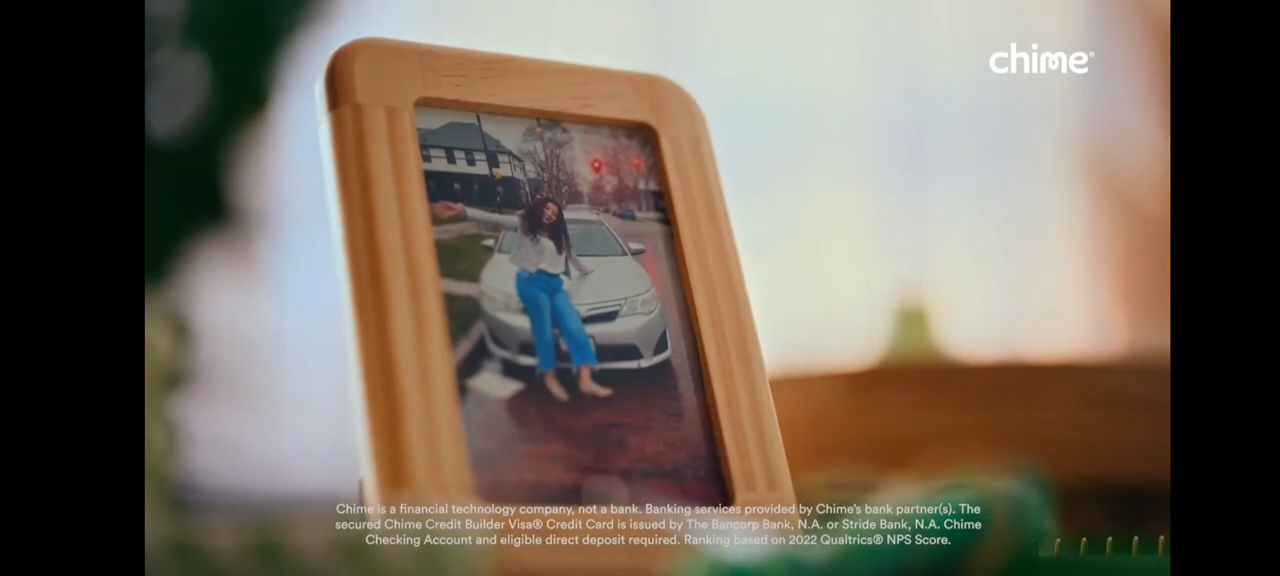 chime®
Chime is a financial technology company, not a bank. Banking services provided by Chime's bank partner(s). The
secured Chime Credit Builder Visa® Credit Card is issued by The Bancorp Bank, N.A. or Stride Bank, N.A. Chime
Checking Account and eligible direct deposit required. Ranking based on 2022 Qualtrics® NPS Score.